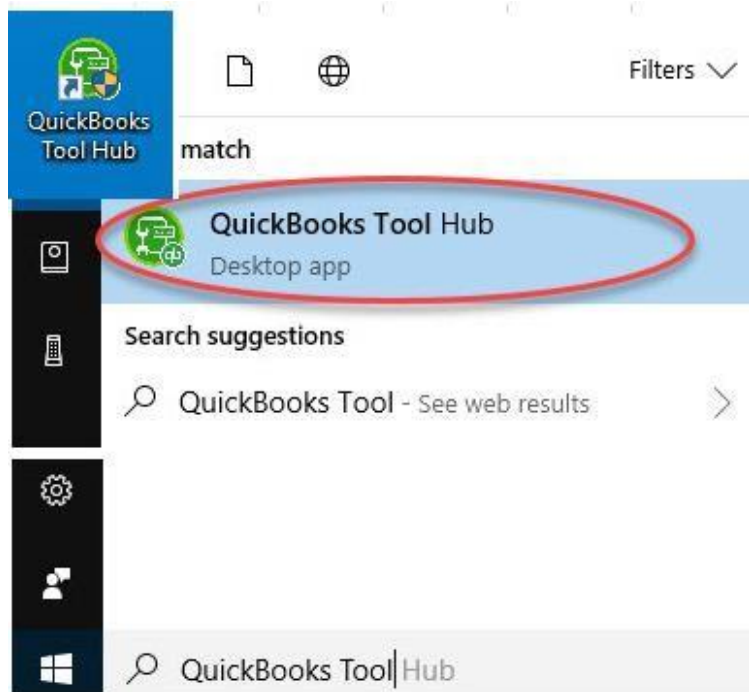 QuickBooks
Tool Hub
Filters
match
QuickBooks Tool Hub
Desktop app
Search suggestions
QuickBooks Tool - See web results
QuickBooks Tool Hub